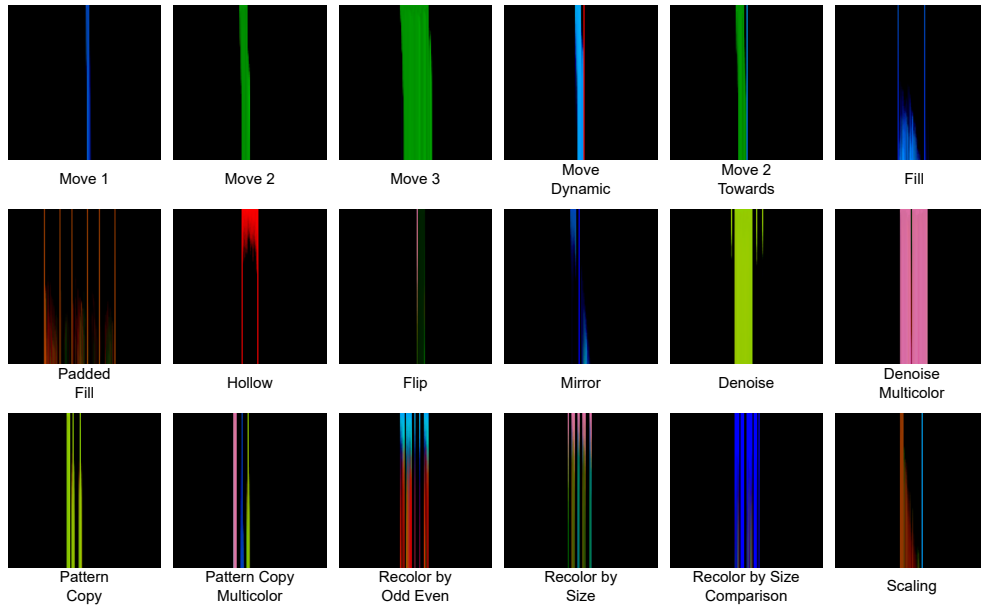 Move 1
Move 2
Move 3
Move
Dynamic
Move 2
Towards
Fill
Padded
Fill
Hollow
Flip
Mirror
Denoise
Denoise
Multicolor
Pattern
Copy
Pattern Copy
Multicolor
Recolor by
Odd Even
Recolor by
Size
Recolor by Size
Comparison
Scaling